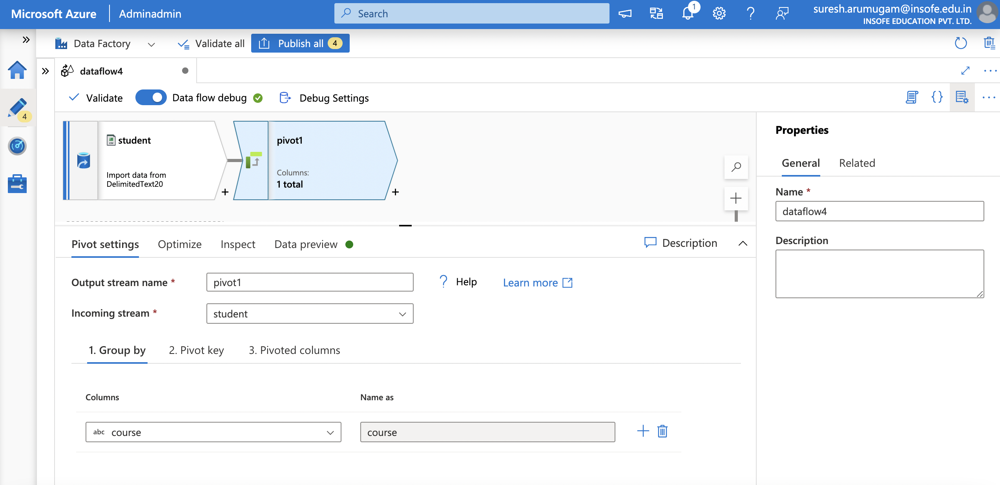 Microsoft Azure
Adminadmin
Search
1
suresh.arumugam@insofe.edu.in
INSOFE EDUCATION PVT. LTD.
Data Factory
Validate all
Publish all 4
dataflow4
4
Validate
Data flow debug
Debug Settings
student
Import data from
DelimitedText20
+
pivot1
Columns:
1 total
+
Properties
General
Related
Name *
dataflow4
Description
Pivot settings
Optimize
Inspect
Data preview
Description
Output stream name *
pivot1
Help
Learn more
Incoming stream *
student
1. Group by
2. Pivot key
3. Pivoted columns
Columns
Name as
abc course
course